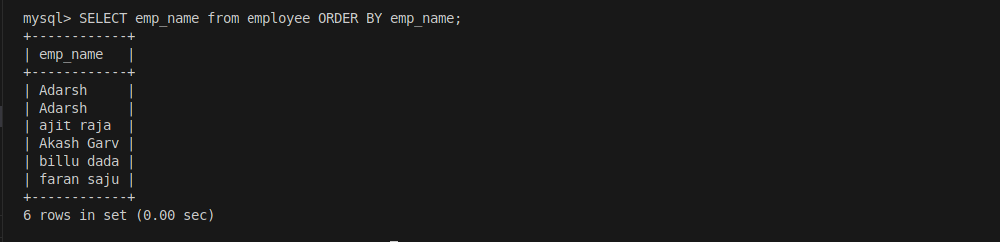 mysql> SELECT emp_name from employee ORDER BY emp_name;
+------------+
| emp_name   |
+------------+
| Adarsh     |
| Adarsh     |
| ajit raja  |
| Akash Garv |
| billu dada |
| faran saju |
+------------+
6 rows in set (0.00 sec)